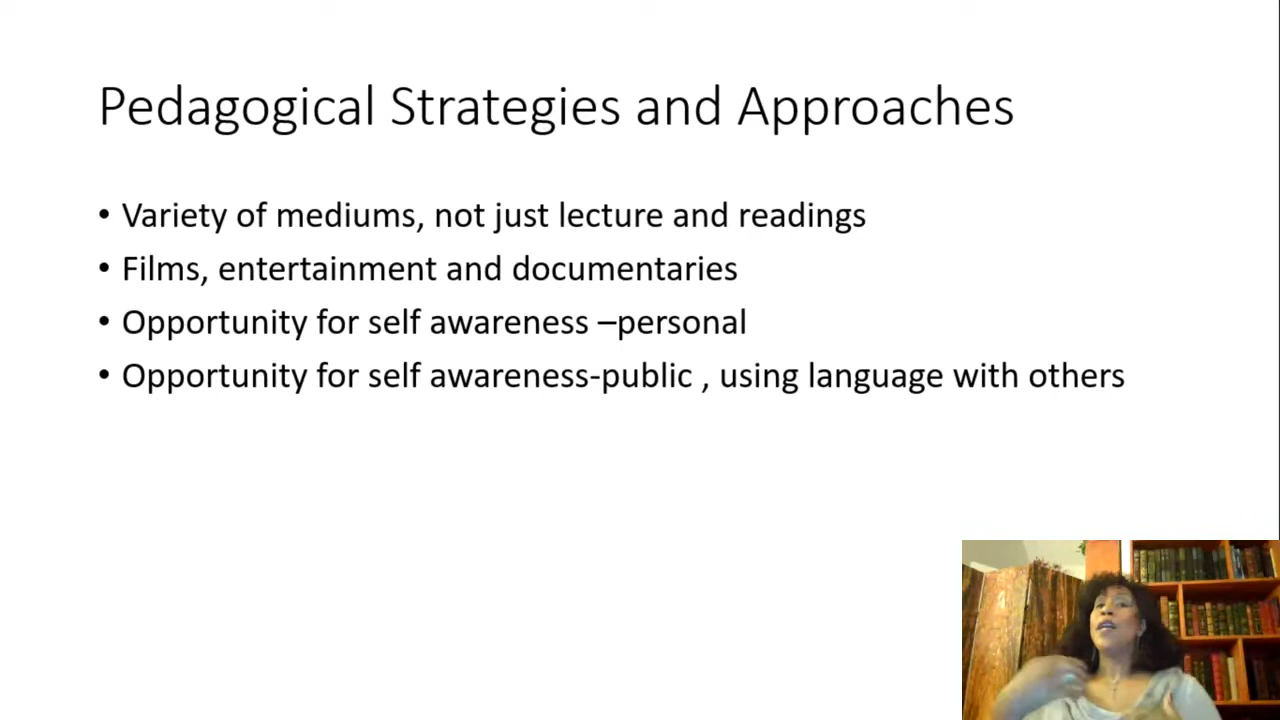 Pedagogical Strategies and Approaches
• Variety of mediums, not just lecture and readings
• Films, entertainment and documentaries
• Opportunity for self awareness –personal
• Opportunity for self awareness-public , using language with others